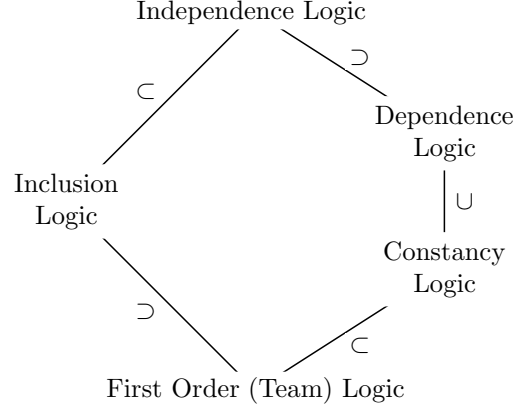 Independence Logic
⊃
⊂
Dependence
Logic
Inclusion
Logic
∪
Constancy
Logic
⊃
⊂
First Order (Team) Logic